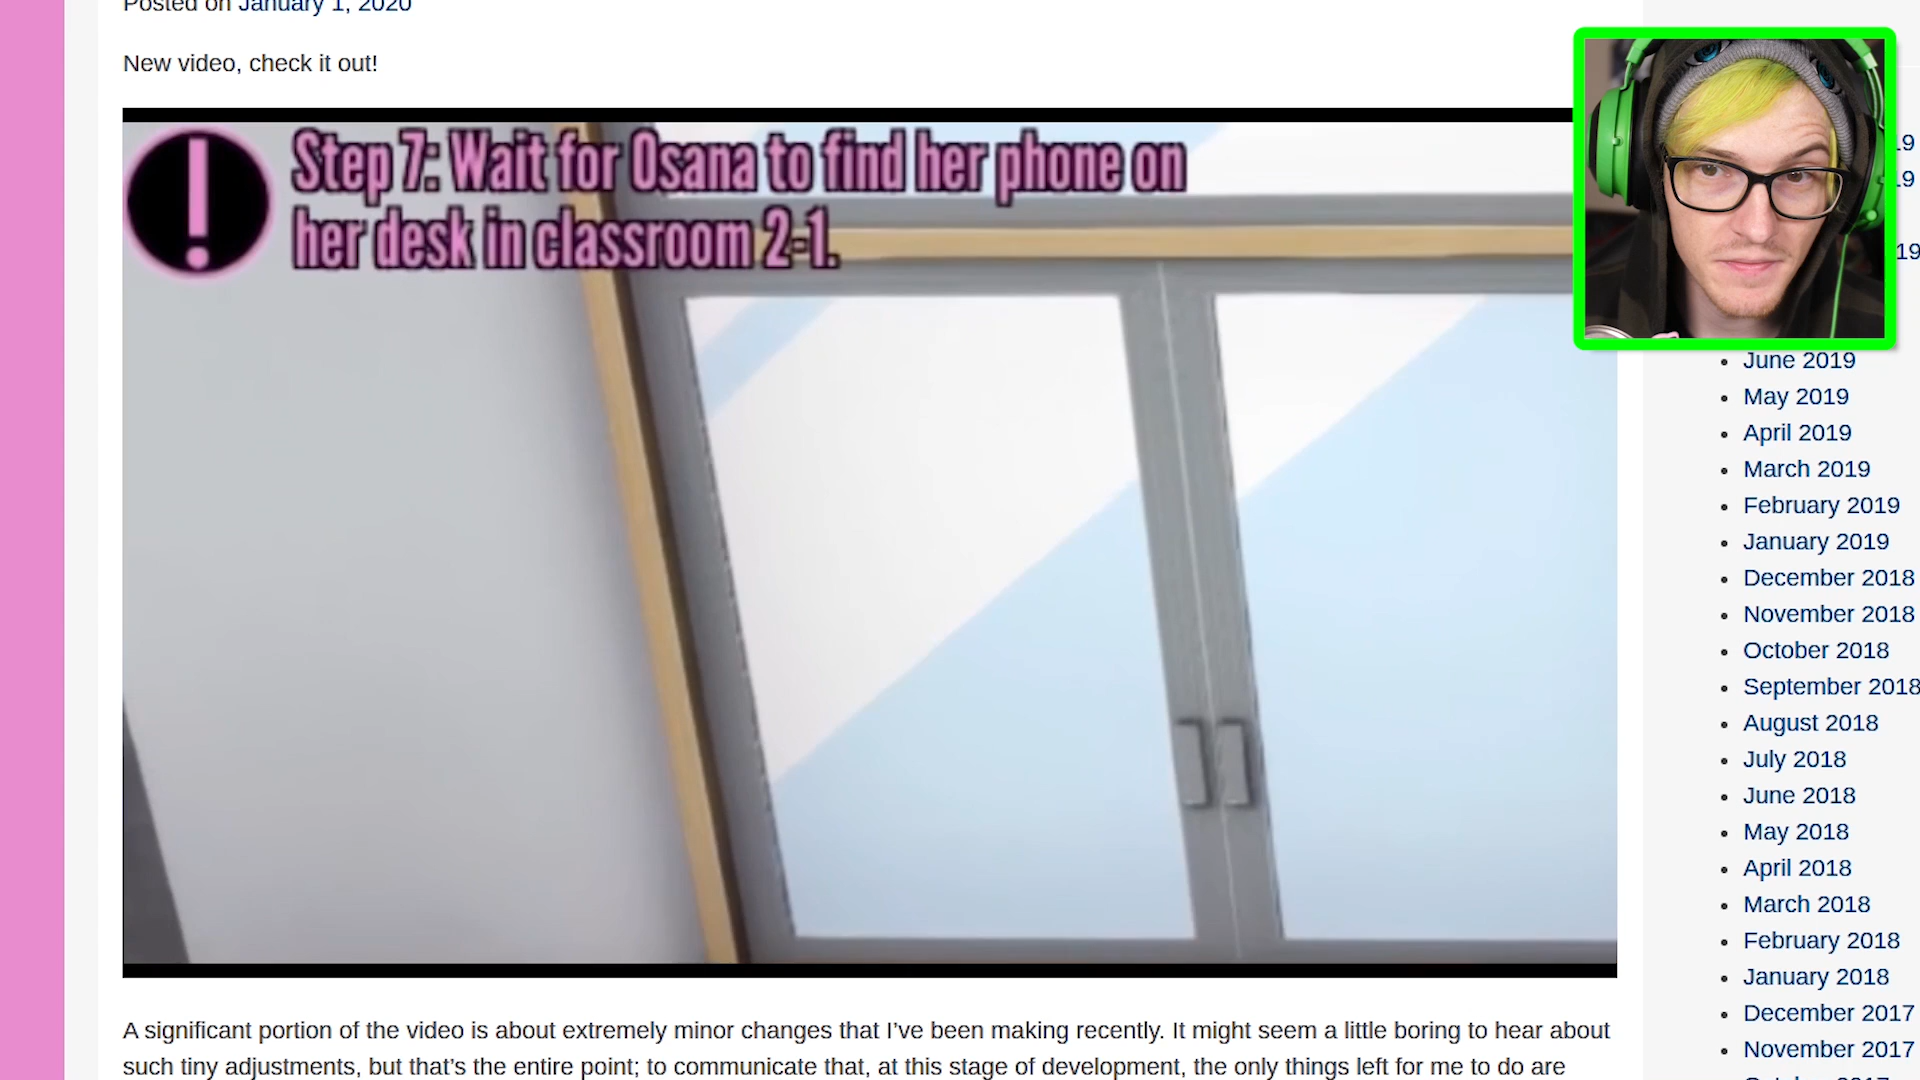 Posted on January 1, 2020
New video, check it out!
Step 7: Wait for Osana to find her phone on
her desk in classroom 2-1.
A significant portion of the video is about extremely minor changes that I’ve been making recently. It might seem a little boring to hear about
such tiny adjustments, but that’s the entire point; to communicate that, at this stage of development, the only things left for me to do are
19
19
19
June 2019
May 2019
April 2019
March 2019
February 2019
January 2019
December 2018
November 2018
October 2018
September 2018
August 2018
July 2018
June 2018
May 2018
April 2018
March 2018
February 2018
January 2018
December 2017
November 2017